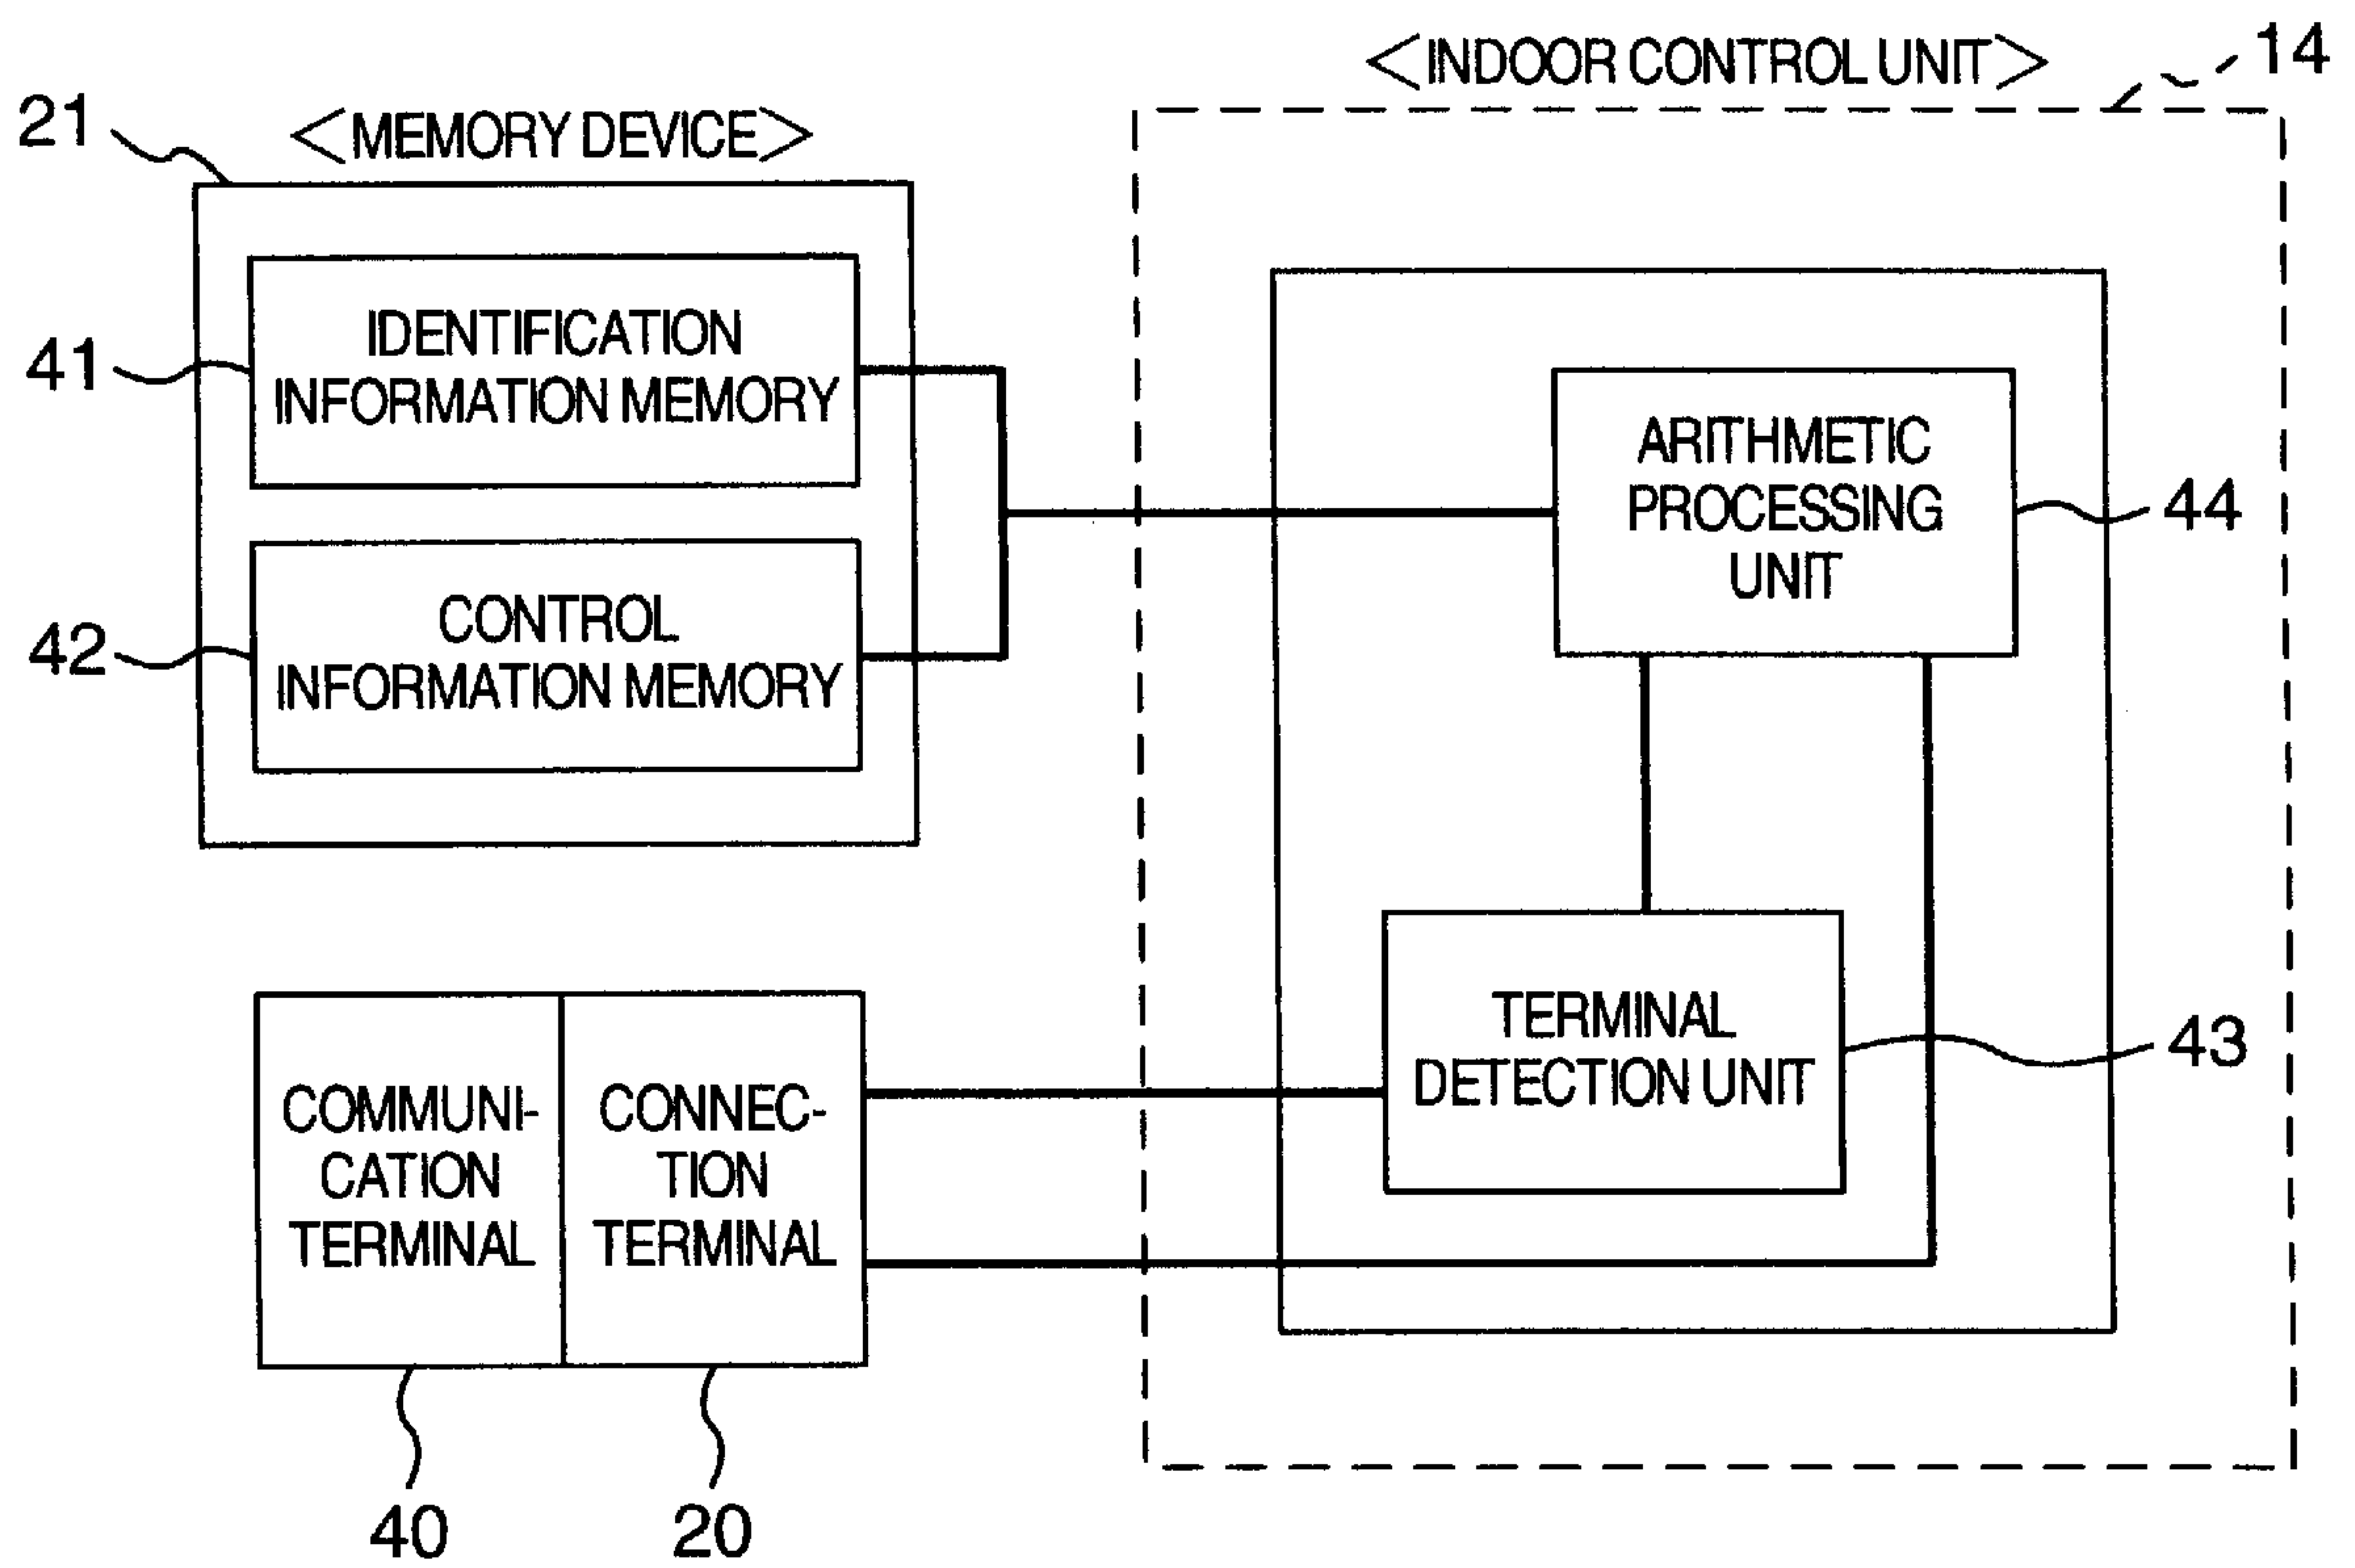 <INDOOR CONTROL UNIT>
14
21
<MEMORY DEVICE>
41
IDENTIFICATION
INFORMATION MEMORY
42
CONTROL
INFORMATION MEMORY
ARITHMETIC
PROCESSING
UNIT
44
TERMINAL
DETECTION UNIT
43
COMMUNI-
CATION
TERMINAL
CONNEC-
TION
TERMINAL
40
20